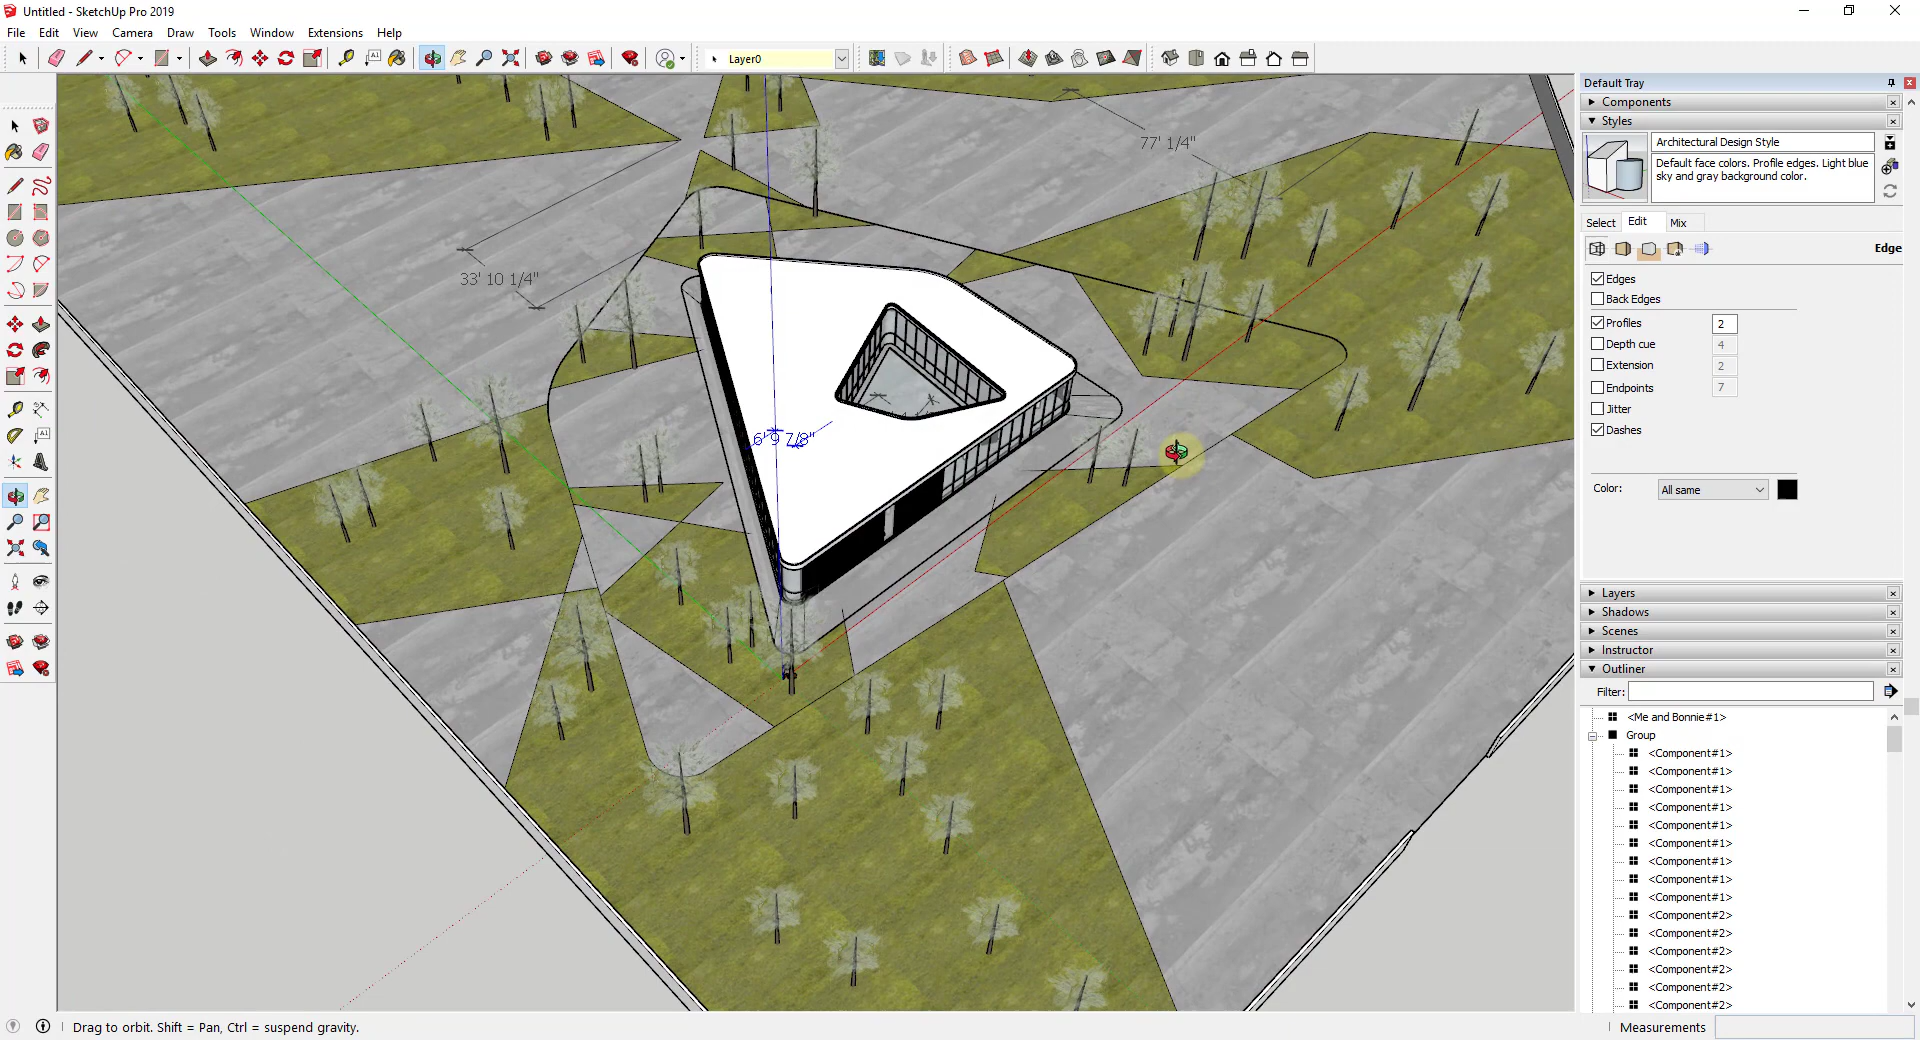 Untitled - SketchUp Pro 2019
File Edit View Camera Draw Tools Window Extensions Help
Layer0
Default Tray
Components
Styles
Architectural Design Style
Default face colors. Profile edges. Light blue
sky and gray background color.
Select Edit Mix
Edge
Edges
Back Edges
Profiles 2
Depth cue 4
Extension 2
Endpoints 7
Jitter
Dashes
Color: All same
Layers
Shadows
Scenes
Instructor
Outliner
Filter:
<Me and Bonnie#1>
Group
<Component#1>
<Component#1>
<Component#1>
<Component#1>
<Component#1>
<Component#1>
<Component#1>
<Component#1>
<Component#1>
<Component#2>
<Component#2>
<Component#2>
<Component#2>
<Component#2>
<Component#2>
77' 1/4"
33' 10 1/4"
6' 9 7/8"
A1
A1
Drag to orbit. Shift = Pan, Ctrl = suspend gravity.
Measurements